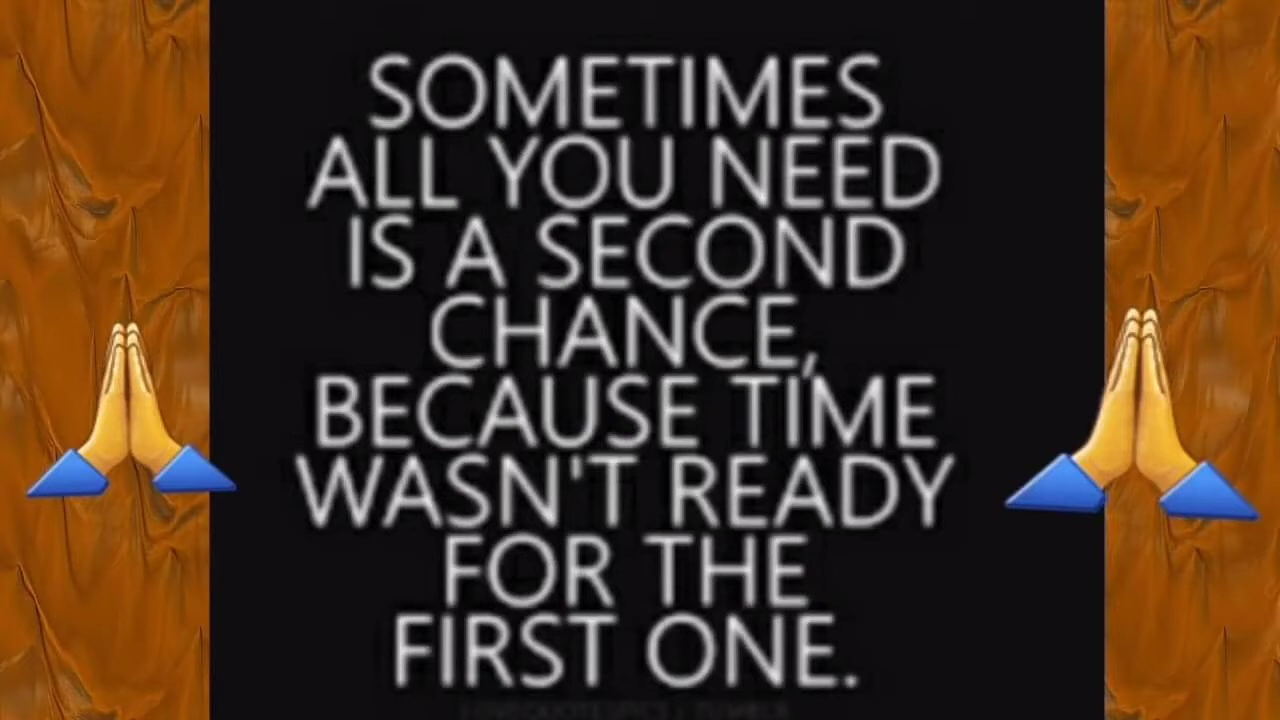 SOMETIMES
ALL YOU NEED
IS A SECOND
CHANCE,
BECAUSE TIME
WASN'T READY
FOR THE
FIRST ONE.